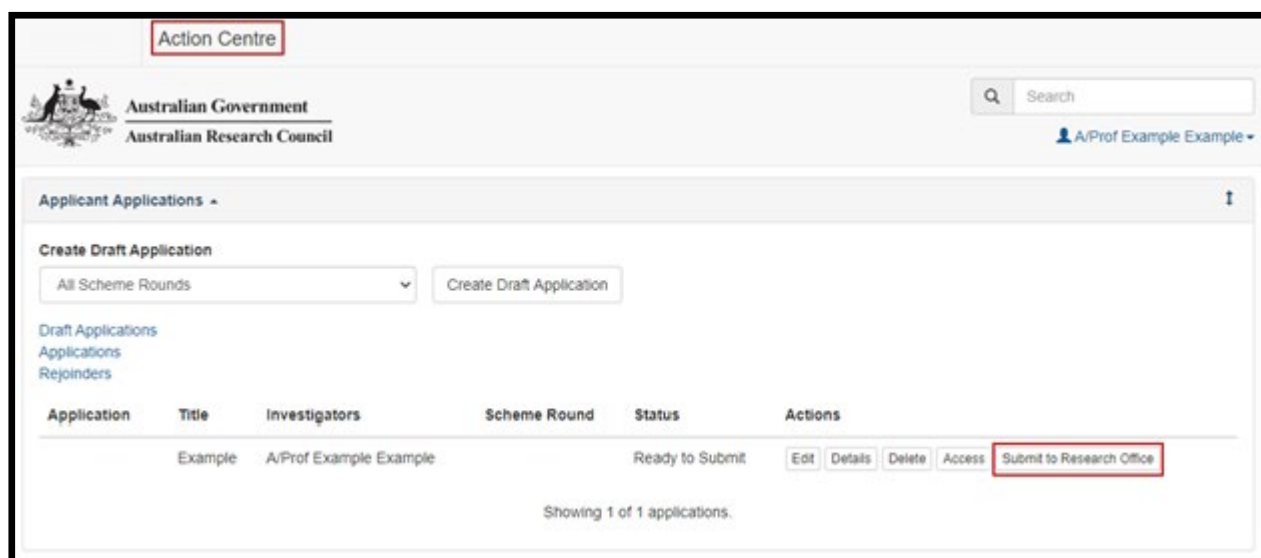 Action Centre
Australian Government
Australian Research Council
Search
A/Prof Example Example
Applicant Applications
Create Draft Application
All Scheme Rounds Create Draft Application
Draft Applications
Applications
Rejoinders
Application Title Investigators Scheme Round Status Actions
Example A/Prof Example Example Ready to Submit Edit Details Delete Access Submit to Research Office
Showing 1 of 1 applications.